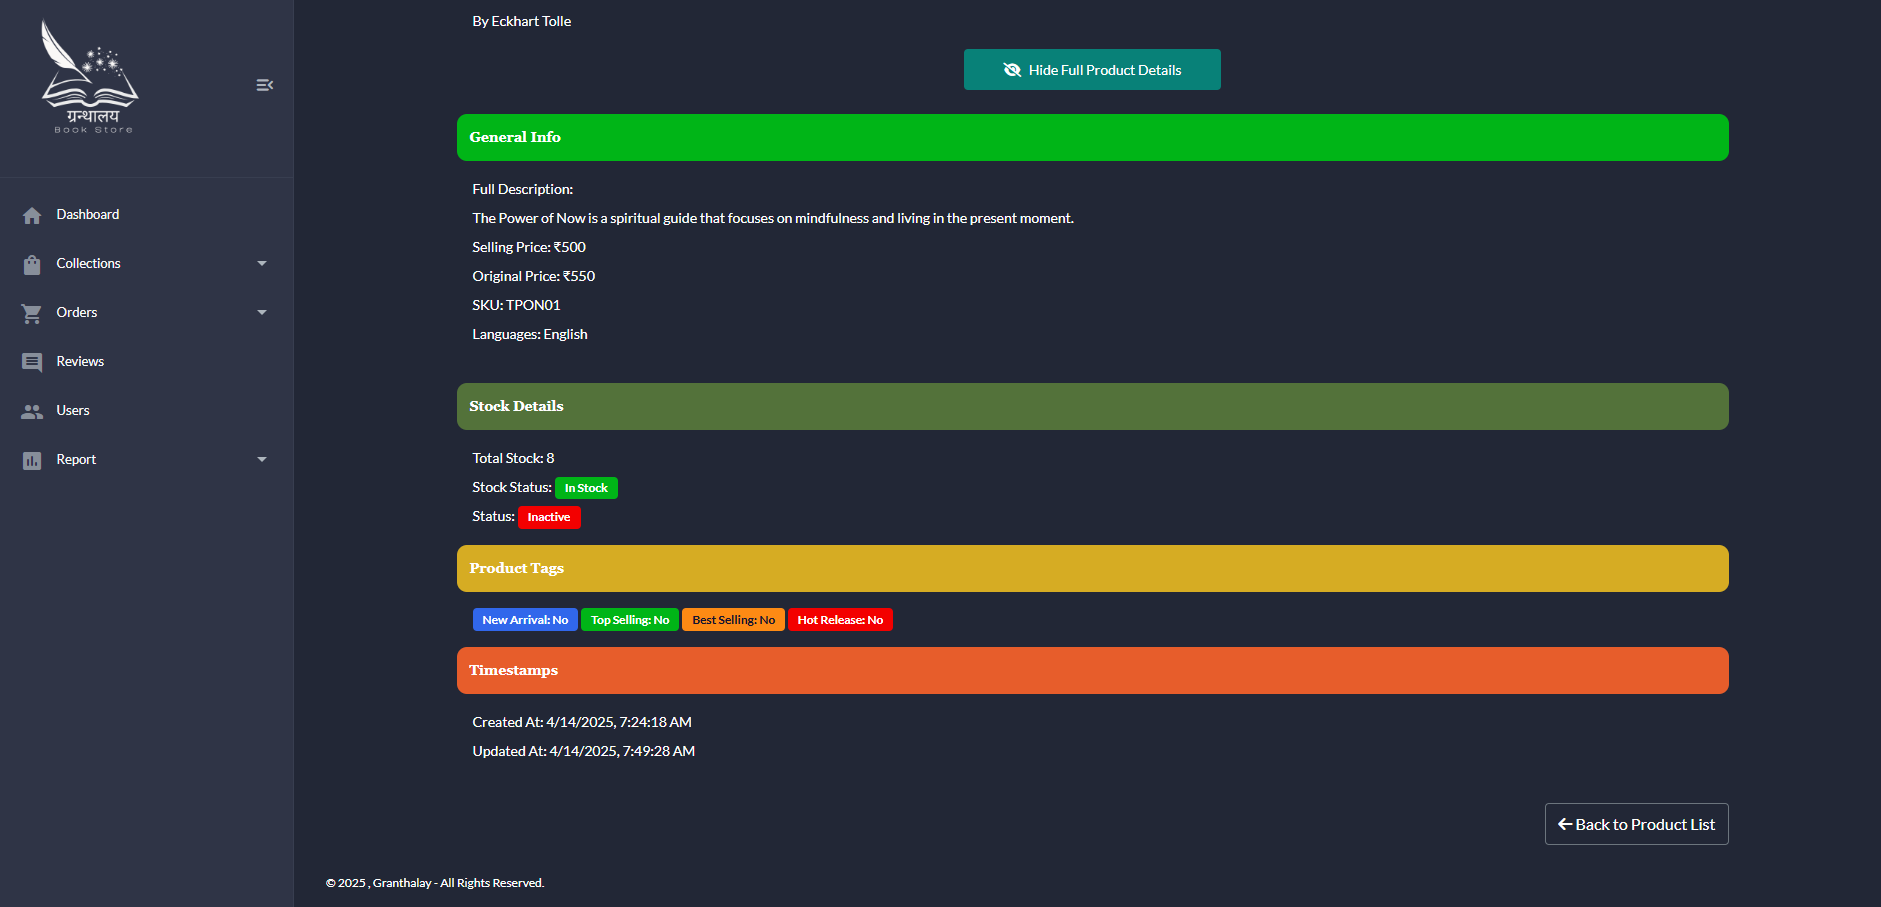 ग्रन्थालय
Book Store
Dashboard
Collections
Orders
Reviews
Users
Report
By Eckhart Tolle
Hide Full Product Details
General Info
Full Description:
The Power of Now is a spiritual guide that focuses on mindfulness and living in the present moment.
Selling Price: ₹500
Original Price: ₹550
SKU: TPON01
Languages: English
Stock Details
Total Stock: 8
Stock Status: In Stock
Status: Inactive
Product Tags
New Arrival: No Top Selling: No Best Selling: No Hot Release: No
Timestamps
Created At: 4/14/2025, 7:24:18 AM
Updated At: 4/14/2025, 7:49:28 AM
Back to Product List
© 2025 , Granthalay - All Rights Reserved.